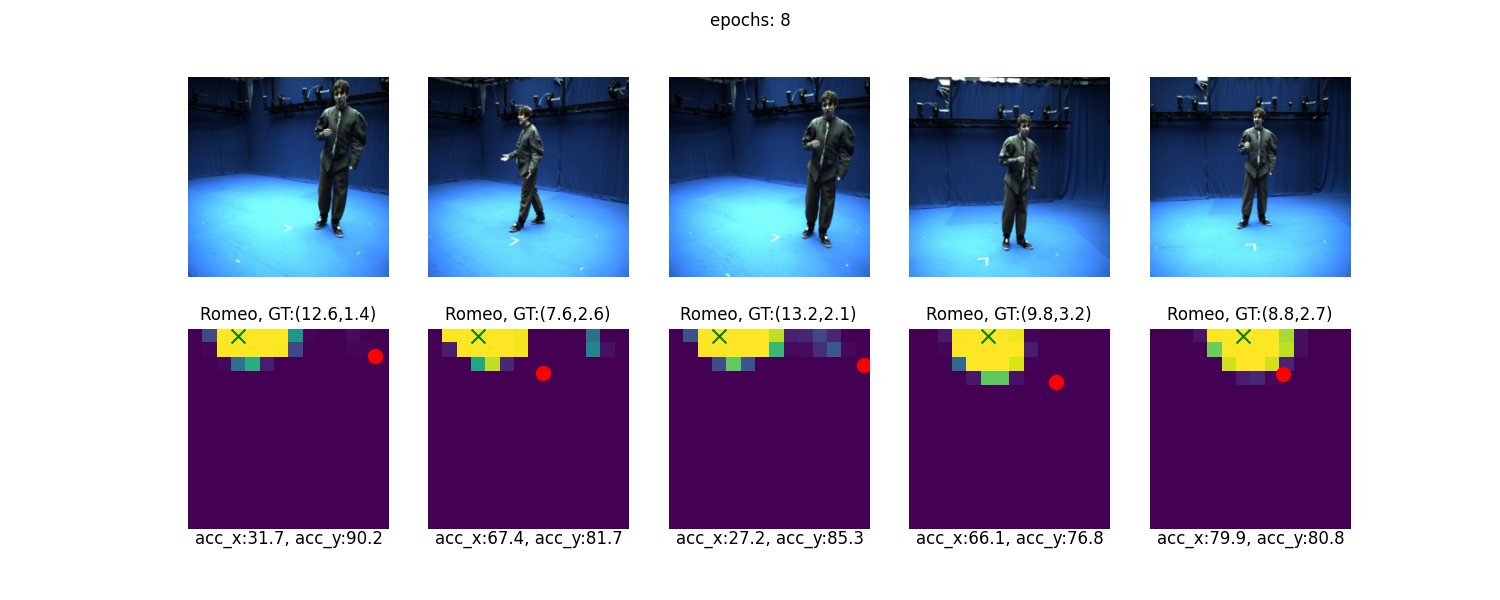 epochs: 8
Romeo, GT:(12.6,1.4)
Romeo, GT:(7.6,2.6)
Romeo, GT:(13.2,2.1)
Romeo, GT:(9.8,3.2)
Romeo, GT:(8.8,2.7)
acc_x:31.7, acc_y:90.2
acc_x:67.4, acc_y:81.7
acc_x:27.2, acc_y:85.3
acc_x:66.1, acc_y:76.8
acc_x:79.9, acc_y:80.8